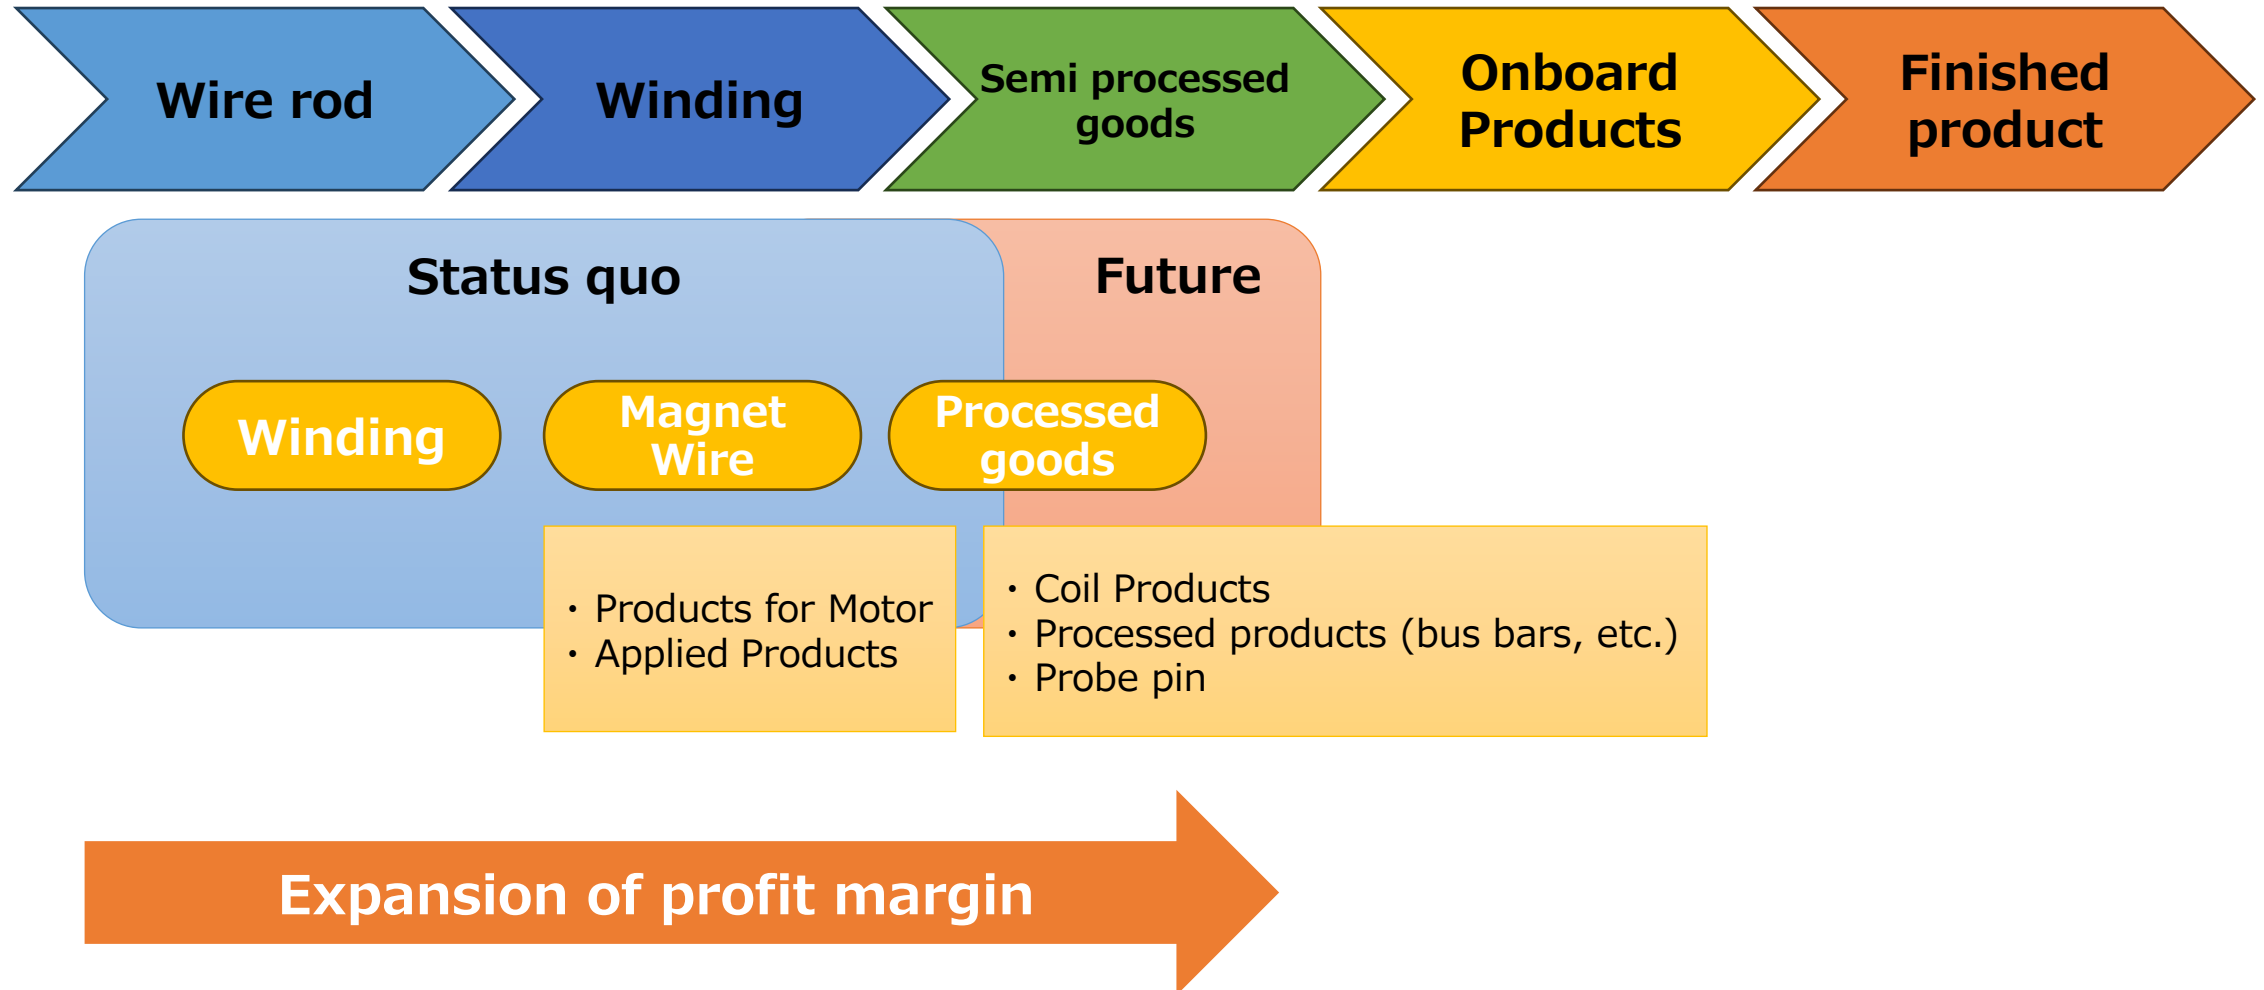 Wire rod
Winding
Semi processed
goods
Onboard
Products
Finished
product
Status quo
Future
Winding
Magnet
Wire
Processed
goods
・Products for Motor
・Applied Products
・Coil Products
・Processed products (bus bars, etc.)
・Probe pin
Expansion of profit margin